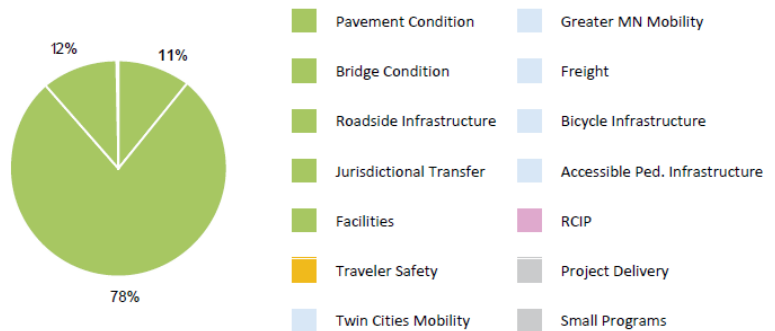 12%
11%
78%
Pavement Condition
Bridge Condition
Roadside Infrastructure
Jurisdictional Transfer
Facilities
Traveler Safety
Twin Cities Mobility
Greater MN Mobility
Freight
Bicycle Infrastructure
Accessible Ped. Infrastructure
RCIP
Project Delivery
Small Programs